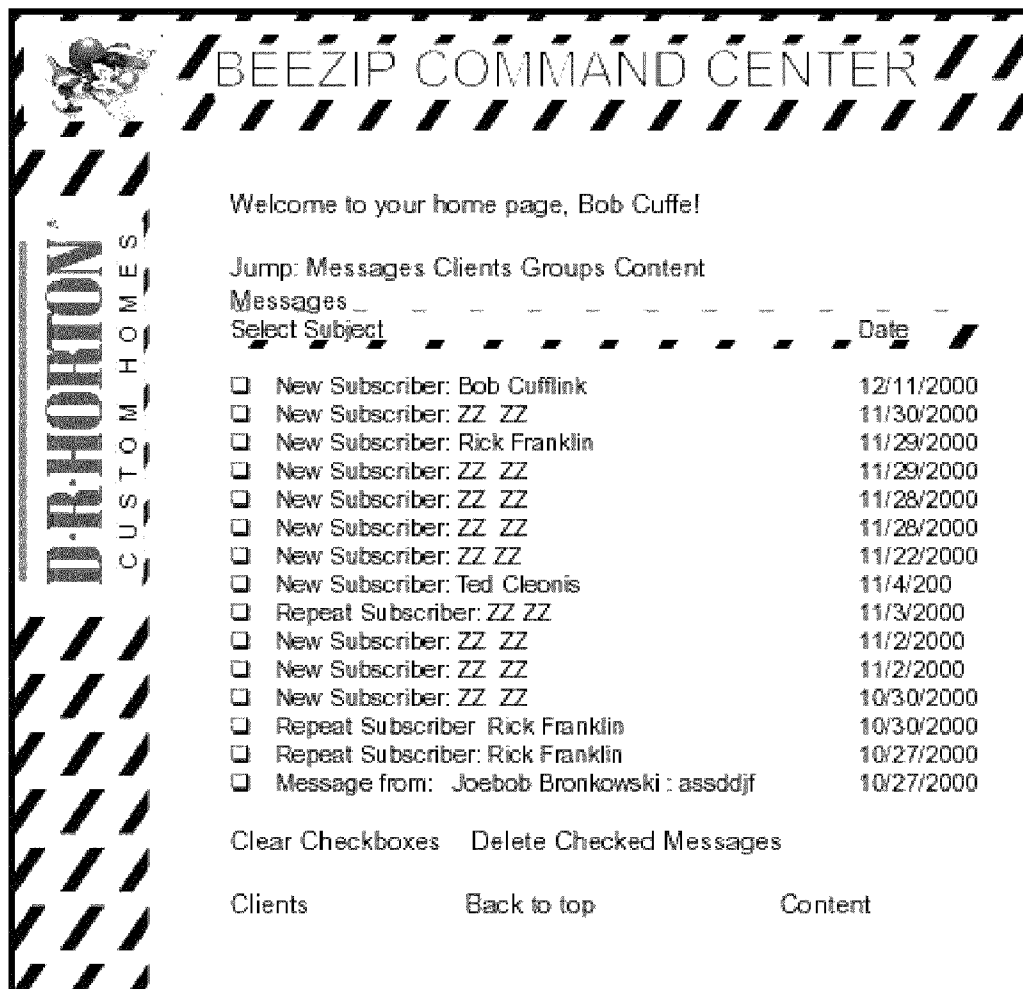 BEEZIP COMMAND CENTER
D·R·HORTON
CUSTOM HOMES
Welcome to your home page, Bob Cuffe!
Jump: Messages Clients Groups Content
Messages
Select Subject Date
New Subscriber: Bob Cufflink 12/11/2000
New Subscriber: ZZ ZZ 11/30/2000
New Subscriber: Rick Franklin 11/29/2000
New Subscriber: ZZ ZZ 11/29/2000
New Subscriber: ZZ ZZ 11/28/2000
New Subscriber: ZZ ZZ 11/28/2000
New Subscriber: ZZ ZZ 11/22/2000
New Subscriber: Ted Cleonis 11/4/200
Repeat Subscriber: ZZ ZZ 11/3/2000
New Subscriber: ZZ ZZ 11/2/2000
New Subscriber: ZZ ZZ 11/2/2000
New Subscriber: ZZ ZZ 10/30/2000
Repeat Subscriber Rick Franklin 10/30/2000
Repeat Subscriber: Rick Franklin 10/27/2000
Message from: Joebob Bronkowski : assddjf 10/27/2000
Clear Checkboxes Delete Checked Messages
Clients Back to top Content